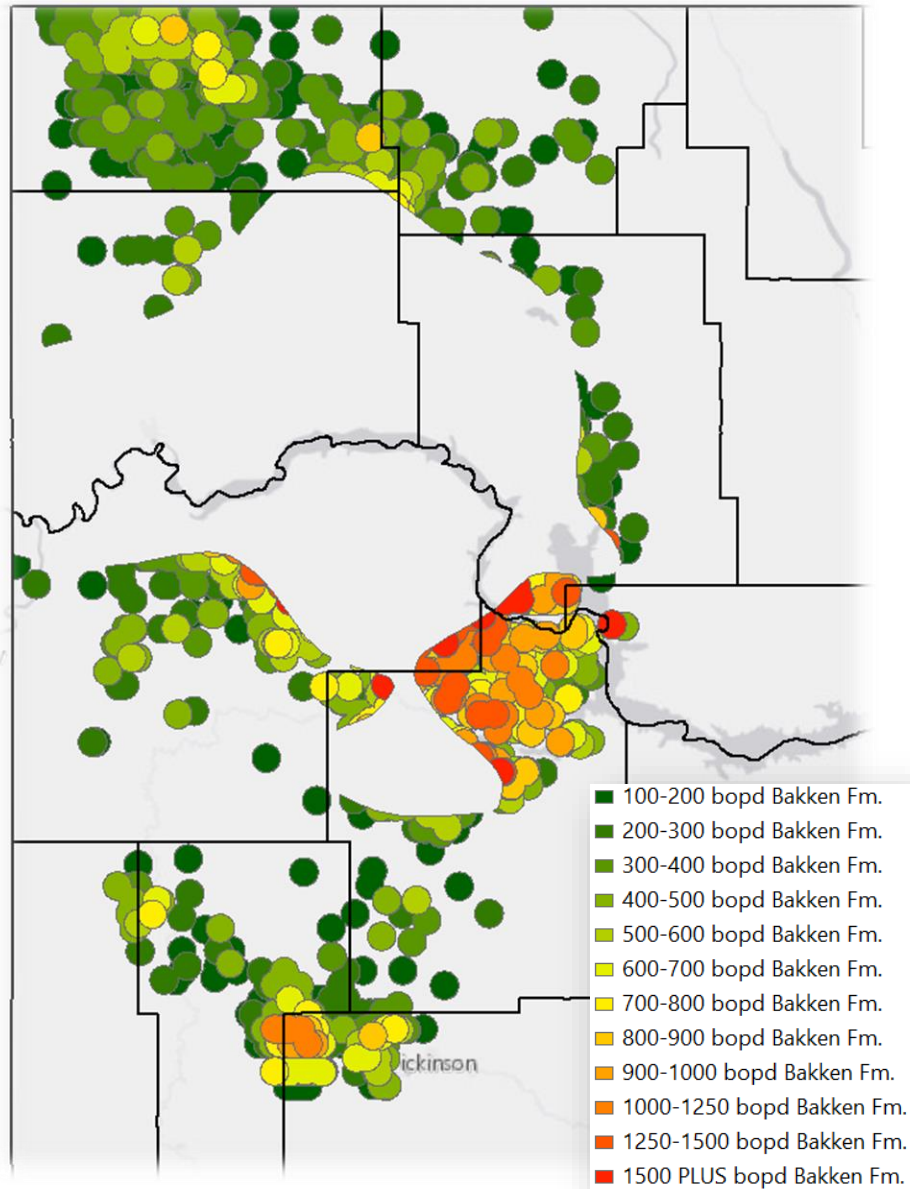 100-200 bopd Bakken Fm.
200-300 bopd Bakken Fm.
300-400 bopd Bakken Fm.
400-500 bopd Bakken Fm.
500-600 bopd Bakken Fm.
600-700 bopd Bakken Fm.
700-800 bopd Bakken Fm.
800-900 bopd Bakken Fm.
900-1000 bopd Bakken Fm.
ickinson
1000-1250 bopd Bakken Fm.
1250-1500 bopd Bakken Fm.
1500 PLUS bopd Bakken Fm.